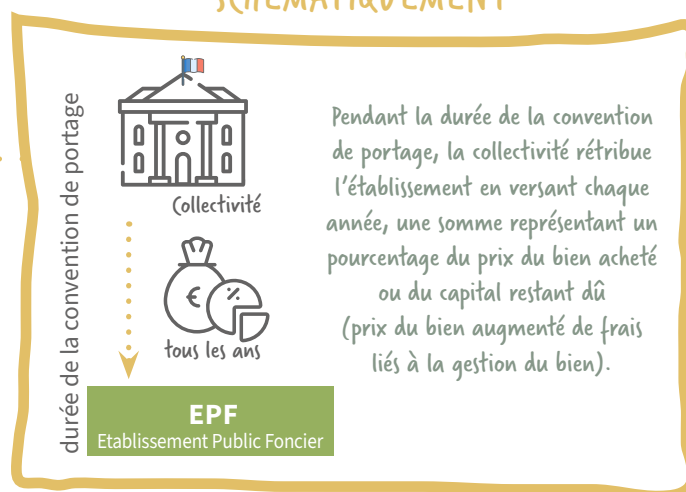 SCHÉMATIQUEMENT
durée de la convention de portage
Collectivité
€
%
tous les ans
EPF
Etablissement Public Foncier
Pendant la durée de la convention
de portage, la collectivité rétribue
l'établissement en versant chaque
année, une somme représentant un
pourcentage du prix du bien acheté
ou du capital restant dû
(prix du bien augmenté de frais
liés à la gestion du bien).